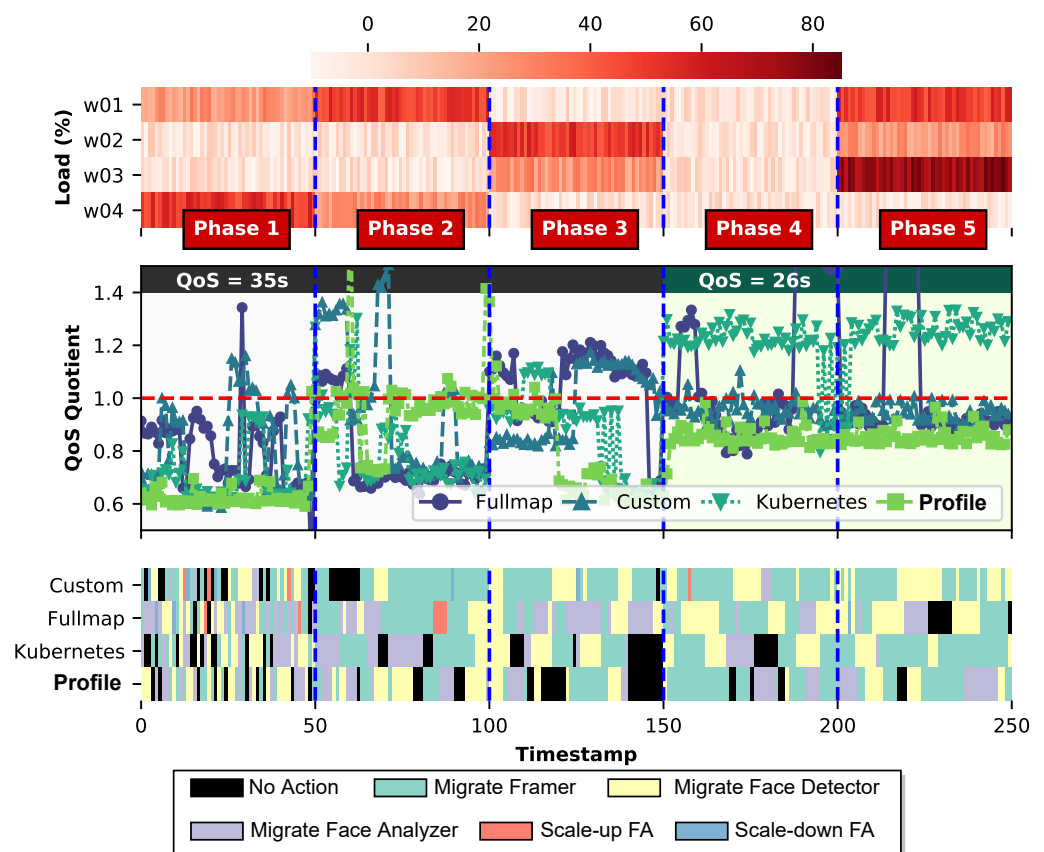 0 20 40 60 80
Load (%)
w01
w02
w03
w04
Phase 1 Phase 2 Phase 3 Phase 4 Phase 5
QoS Quotient
QoS = 35s QoS = 26s
1.4
1.2
1.0
0.8
0.6
Fullmap Custom Kubernetes Profile
Custom
Fullmap
Kubernetes
Profile
0 50 100 150 200 250
Timestamp
No Action Migrate Framer Migrate Face Detector
Migrate Face Analyzer Scale-up FA Scale-down FA